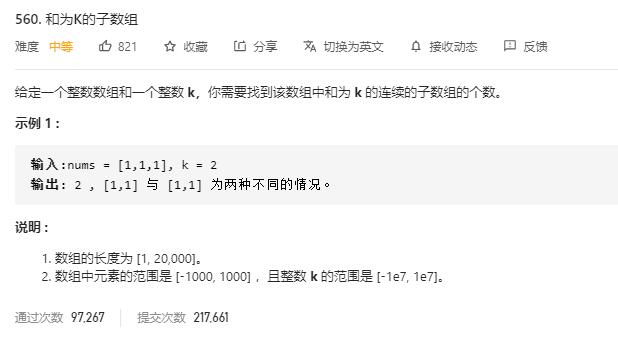 560. 和为K的子数组
难度 中等 821 收藏 分享 切换为英文 接收动态 反馈
给定一个整数数组和一个整数 k，你需要找到该数组中和为 k 的连续的子数组的个数。
示例 1 :
输入:nums = [1,1,1], k = 2
输出: 2 , [1,1] 与 [1,1] 为两种不同的情况。
说明 :
1. 数组的长度为 [1, 20,000]。
2. 数组中元素的范围是 [-1000, 1000] ，且整数 k 的范围是 [-1e7, 1e7]。
通过次数 97,267 提交次数 217,661